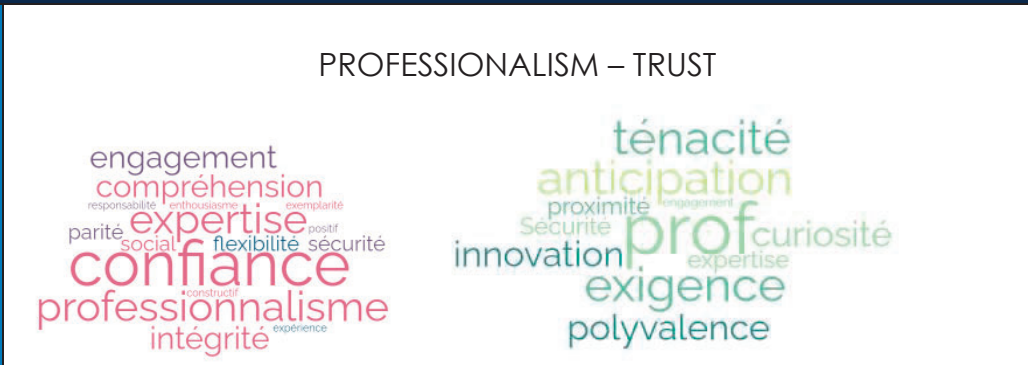 PROFESSIONALISM – TRUST
engagement
compréhension
responsabilité enthousiasme exemplarité
expertise positif
parité social flexibilité sécurité
confiance
constructif
professionnalisme
intégrité expérience
ténacité
anticipation
proximité engagement
Sécurité prof curiosité
innovation expertise
exigence
polyvalence